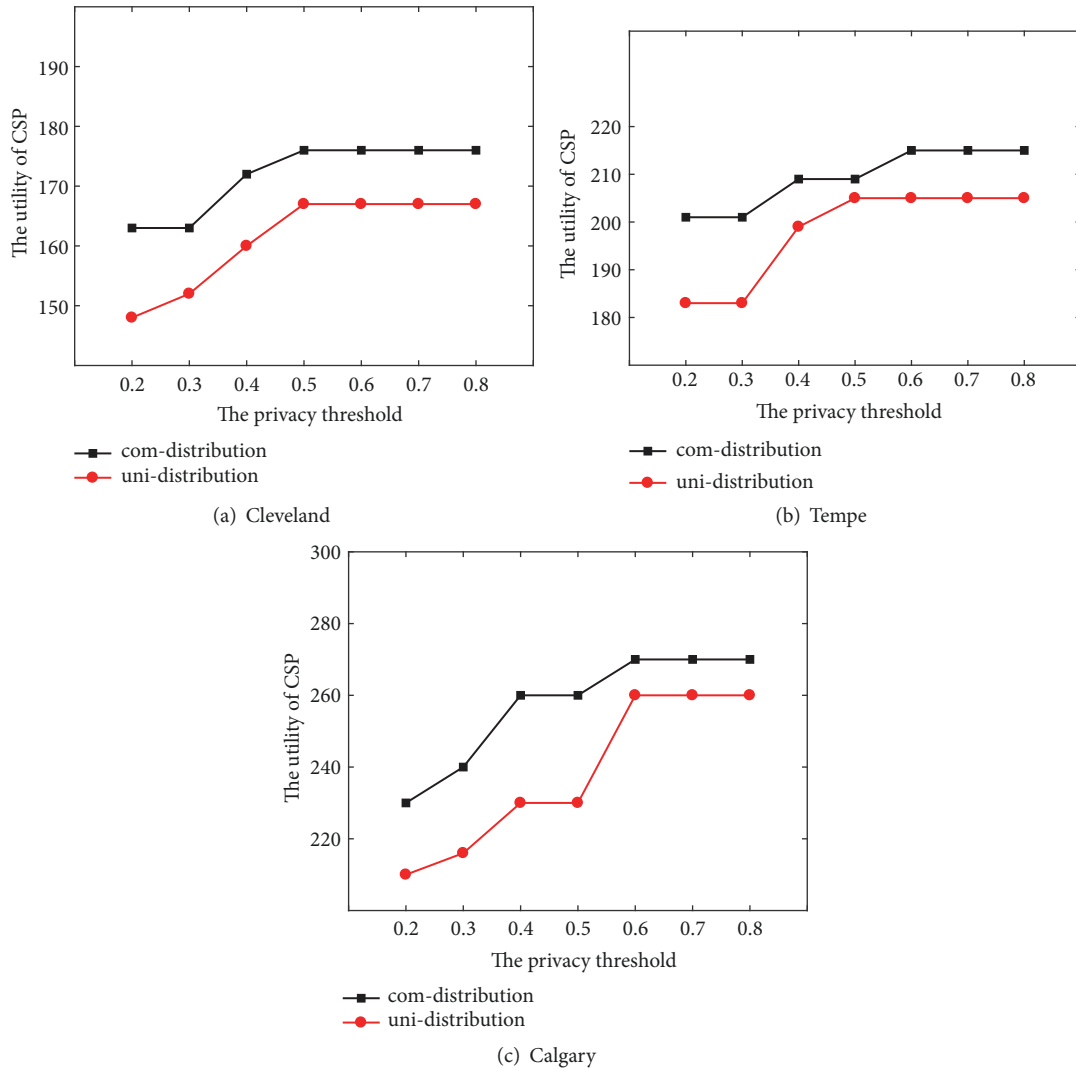 The utility of CSP
190
180
170
160
150
0.2 0.3 0.4 0.5 0.6 0.7 0.8
The privacy threshold
com-distribution
uni-distribution
(a) Cleveland
The utility of CSP
220
210
200
190
180
0.2 0.3 0.4 0.5 0.6 0.7 0.8
The privacy threshold
com-distribution
uni-distribution
(b) Tempe
The utility of CSP
300
280
260
240
220
0.2 0.3 0.4 0.5 0.6 0.7 0.8
The privacy threshold
com-distribution
uni-distribution
(c) Calgary